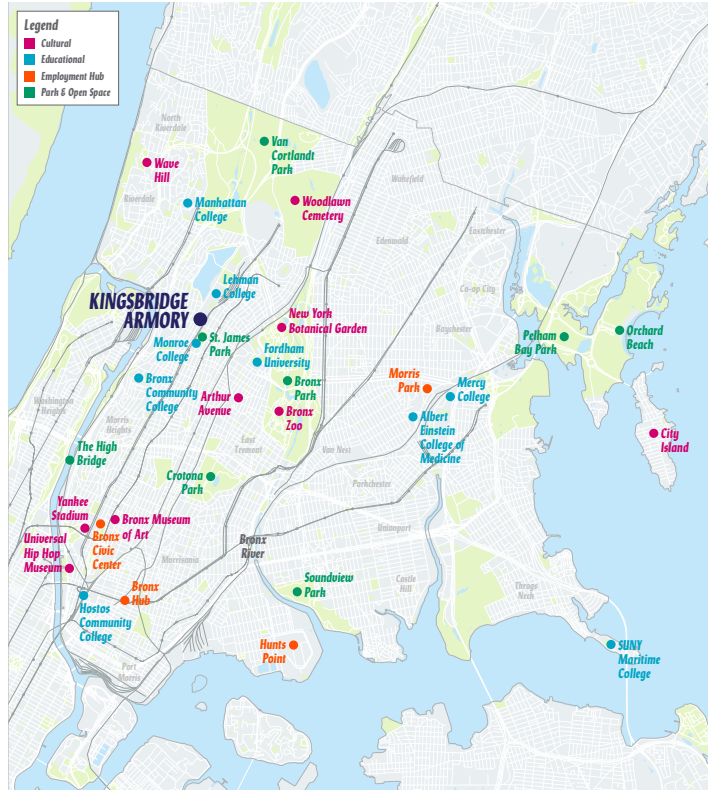 Legend
Cultural
Educational
Employment Hub
Park & Open Space
North
Riverdale
Van
Cortlandt
Park
Wave
Hill
Riverdale
Manhattan
College
Woodlawn
Cemetery
Wakefield
Eastchester
Edenwald
Lehman
College
Co-op City
KINGSBRIDGE
ARMORY
New York
Botanical Garden
Baychester
Pelham
Bay Park
Orchard
Beach
Monroe
College
St. James
Park
Fordham
University
Bronx
Community
College
Arthur
Avenue
Bronx
Park
Bronx
Zoo
Morris
Park
Mercy
College
Washington
Heights
Morris
Heights
Albert
Einstein
College of
Medicine
City
Island
East
Tremont
Van Nest
The High
Bridge
Crotona
Park
Parkchester
Yankee
Stadium
Bronx Museum
of Art
Universal
Hip Hop
Museum
Bronx
Civic
Center
Bronx
River
Unionport
Morrisania
Bronx
Hub
Soundview
Park
Castle
Hill
Throgs
Neck
Hostos
Community
College
Hunts
Point
SUNY
Maritime
College
Port
Morris